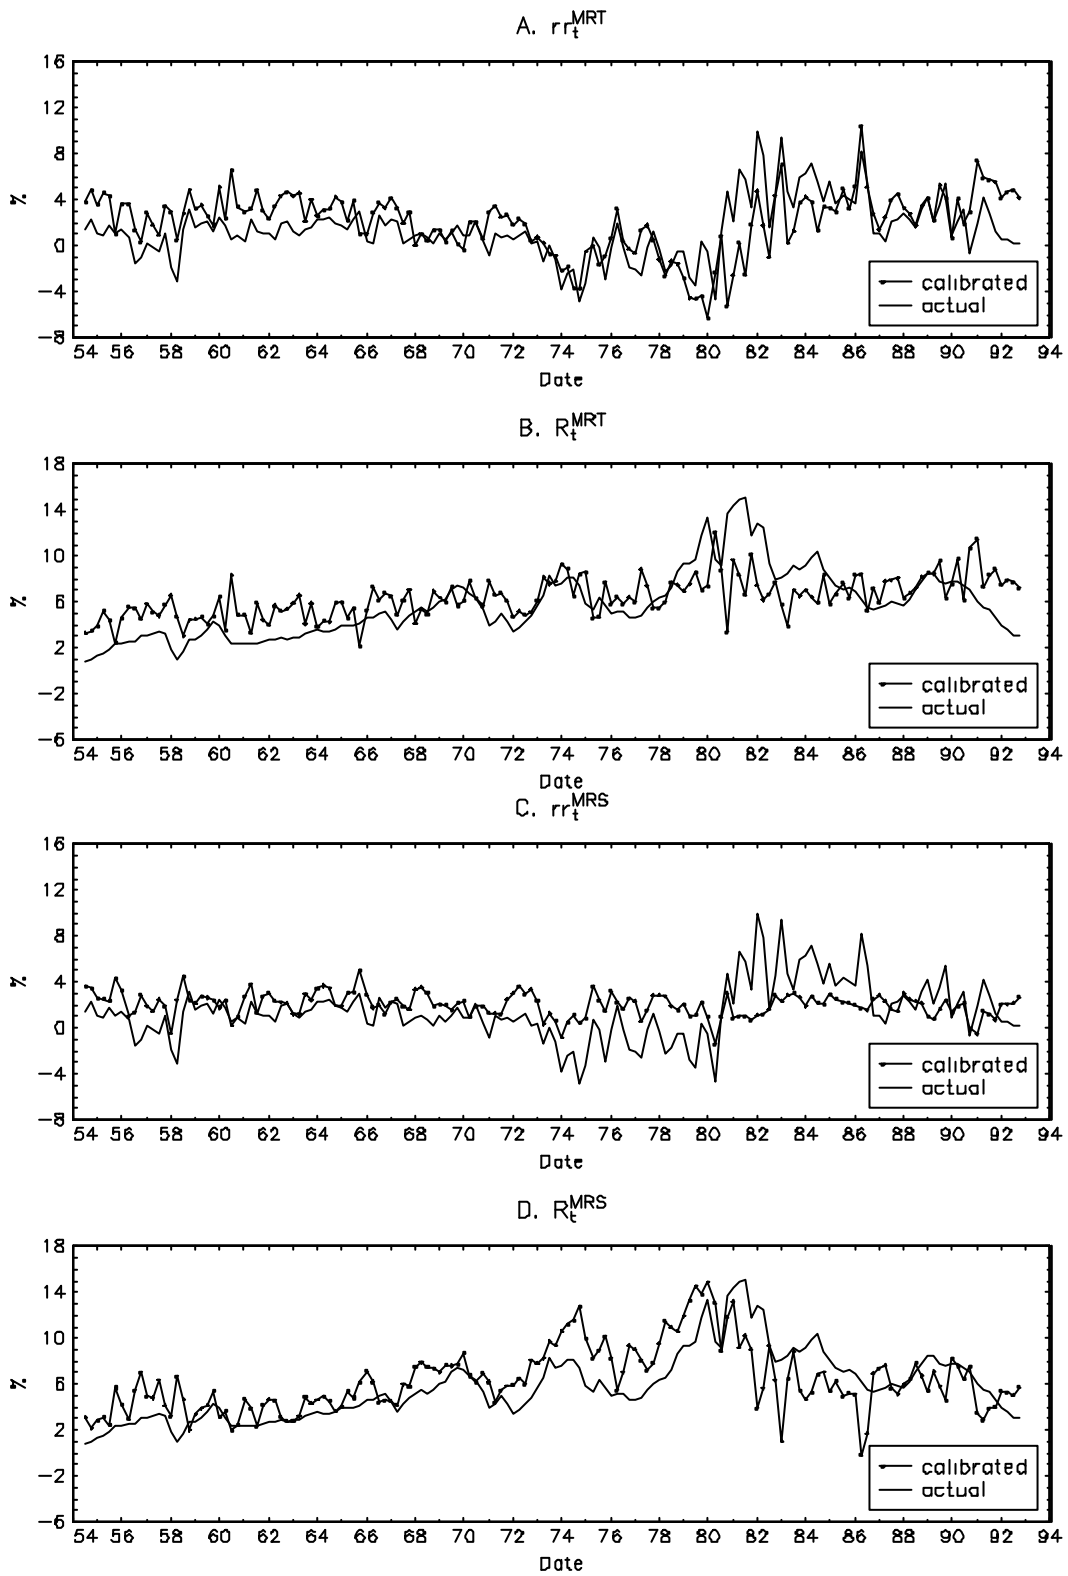 A. rr_t^MRT
16
12
8
4
0
-4
-8
%
calibrated
actual
54 56 58 60 62 64 66 68 70 72 74 76 78 80 82 84 86 88 90 92 94
Date
B. R_t^MRT
18
14
10
6
2
-2
-6
%
calibrated
actual
54 56 58 60 62 64 66 68 70 72 74 76 78 80 82 84 86 88 90 92 94
Date
C. rr_t^MRS
16
12
8
4
0
-4
-8
%
calibrated
actual
54 56 58 60 62 64 66 68 70 72 74 76 78 80 82 84 86 88 90 92 94
Date
D. R_t^MRS
18
14
10
6
2
-2
-6
%
calibrated
actual
54 56 58 60 62 64 66 68 70 72 74 76 78 80 82 84 86 88 90 92 94
Date